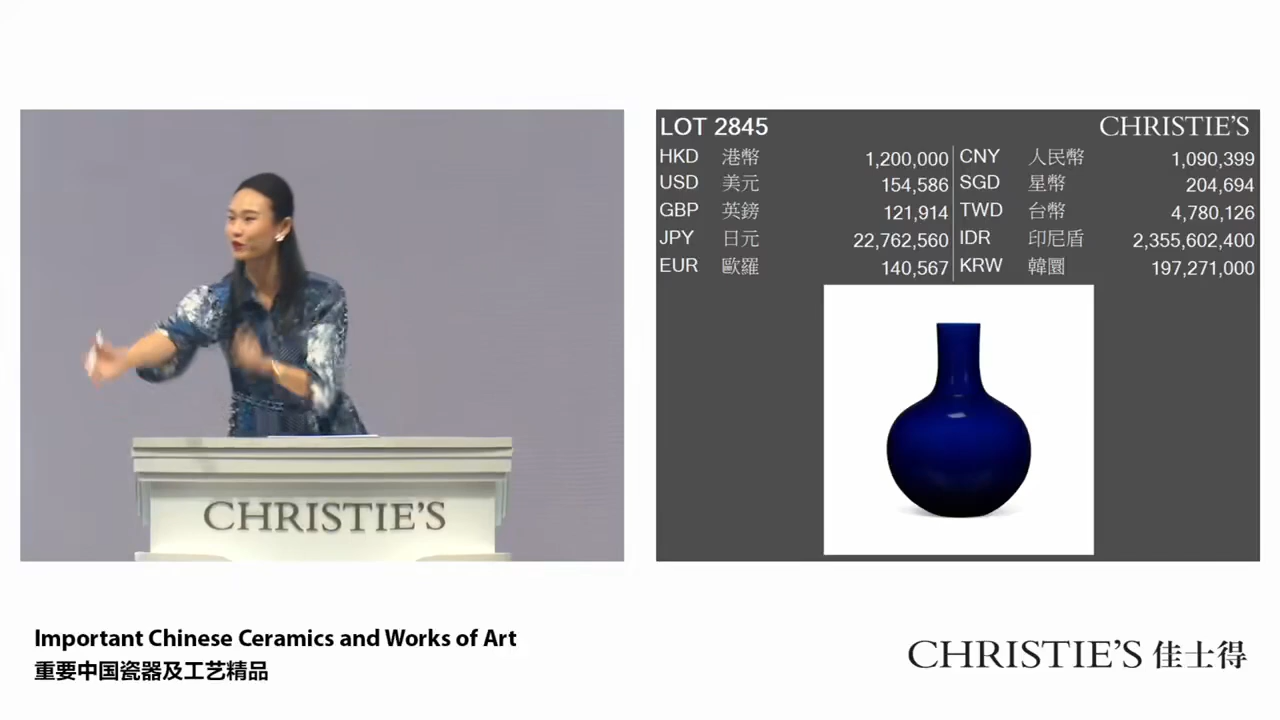 LOT 2845
CHRISTIE'S
HKD 港幣 1,200,000 CNY 人民幣 1,090,399
USD 美元 154,586 SGD 星幣 204,694
GBP 英鎊 121,914 TWD 台幣 4,780,126
JPY 日元 22,762,560 IDR 印尼盾 2,355,602,400
EUR 歐羅 140,567 KRW 韓圜 197,271,000
CHRISTIE'S
Important Chinese Ceramics and Works of Art
重要中国瓷器及工艺精品
CHRISTIE'S 佳士得